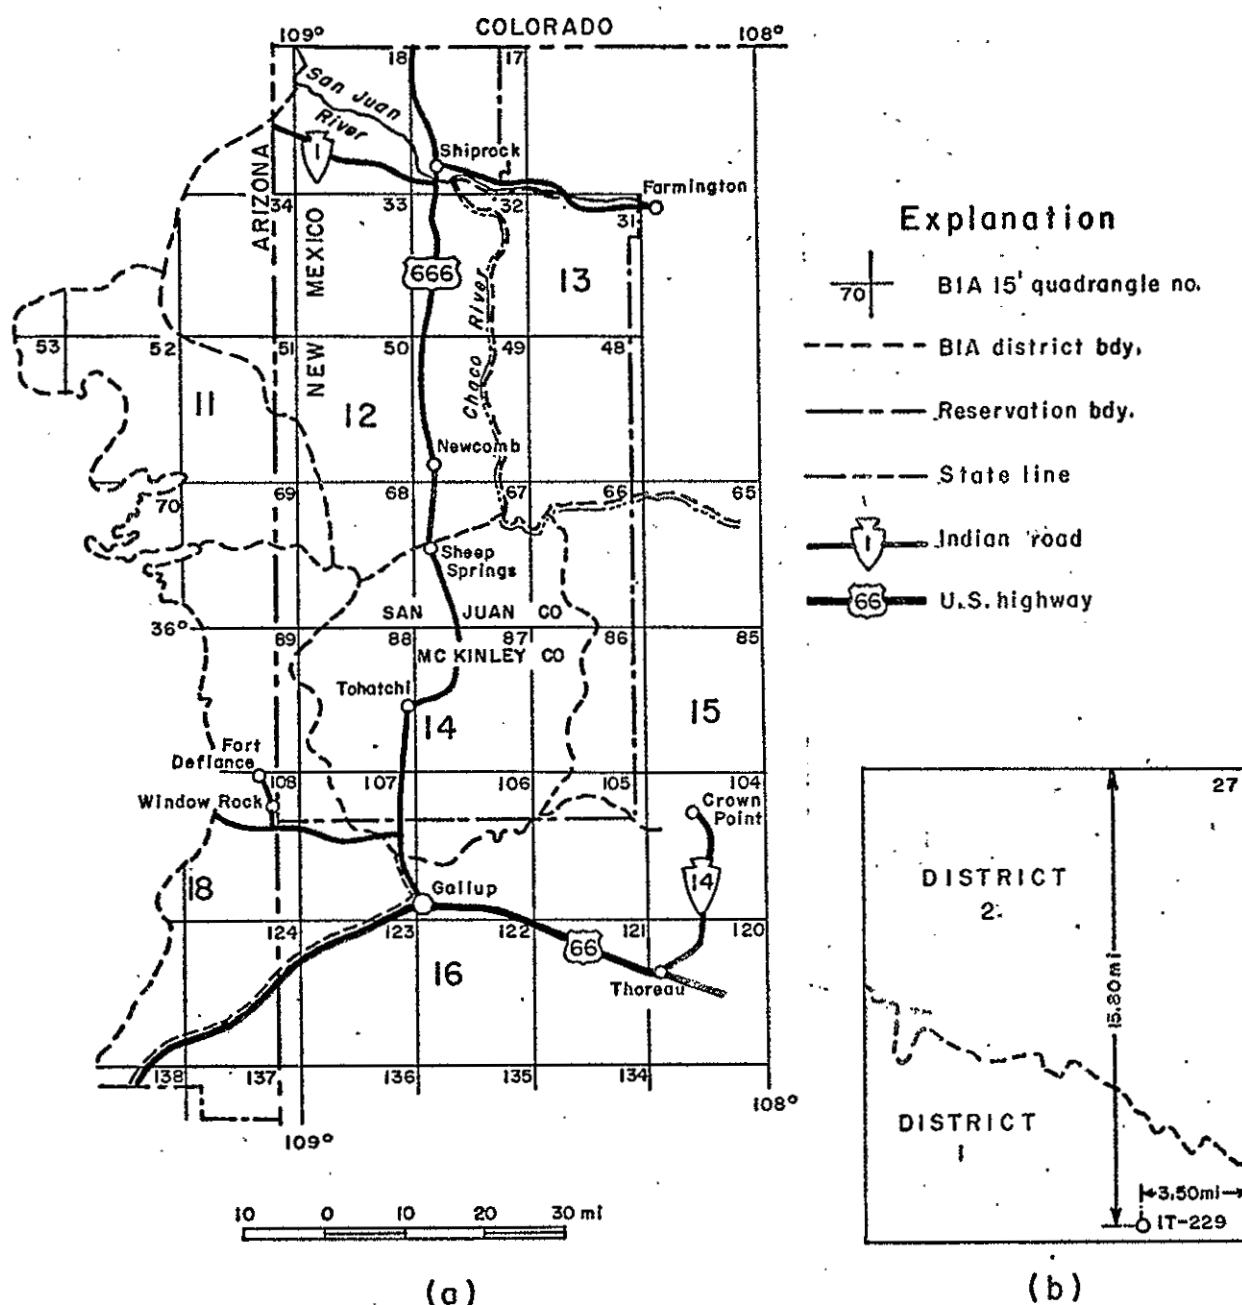 COLORADO
109°
108°
18
17
San Juan
River
1
Shiprock
Farmington
ARIZONA
NEW MEXICO
34
33
32
31
666
13
Chaco River
53
52
51
50
49
48
11
12
Newcomb
70
69
68
67
66
65
Sheep
Springs
SAN JUAN CO
36°
89
88
87
86
85
MC KINLEY CO
Tohatchi
14
15
Fort
Defiance
108
107
106
105
104
Window Rock
Crown
Point
18
Gallup
14
124
123
122
121
120
66
16
Thoreau
138
137
136
135
134
109°
108°
10 0 10 20 30 mi
(a)
Explanation
70
BIA 15' quadrangle no.
BIA district bdy.
Reservation bdy.
State line
1
Indian road
66
U.S. highway
27
DISTRICT
2
15.80mi
DISTRICT
1
3.50mi
1T-229
(b)